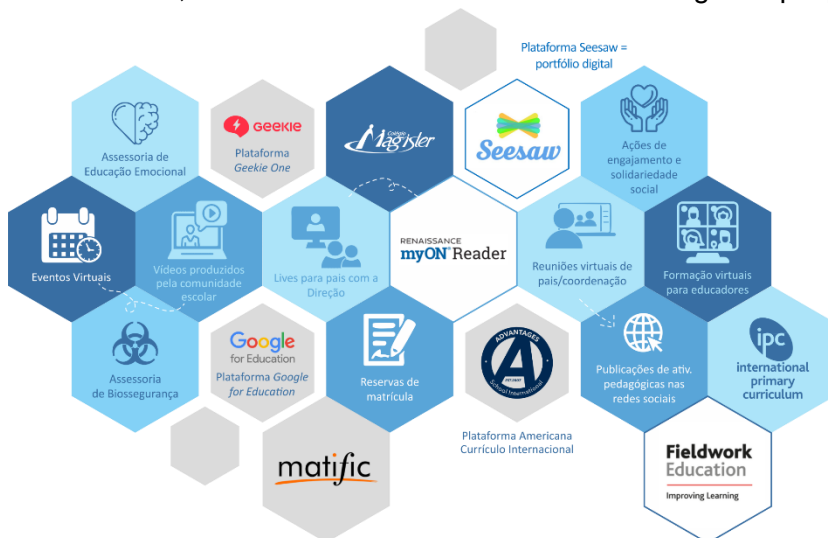 Plataforma Seesaw =
portfólio digital
Assessoria de
Educação Emocional
GEEKIE
Plataforma
Geekie One
Colégio
Magister
Seesaw
Ações de
engajamento e
solidariedade
social
Eventos Virtuais
Vídeos produzidos
pela comunidade
escolar
Lives para pais com a
Direção
RENAISSANCE
myON® Reader
Reuniões virtuais de
pais/coordenação
Formação virtuais
para educadores
Assessoria
de Biossegurança
Google
for Education
Plataforma Google
for Education
Reservas de
matrícula
ADVANTAGES
A
School International
Plataforma Americana
Currículo Internacional
Publicações de ativ.
pedagógicas nas
redes sociais
ipc
international
primary
curriculum
matific
Fieldwork
Education
Improving Learning